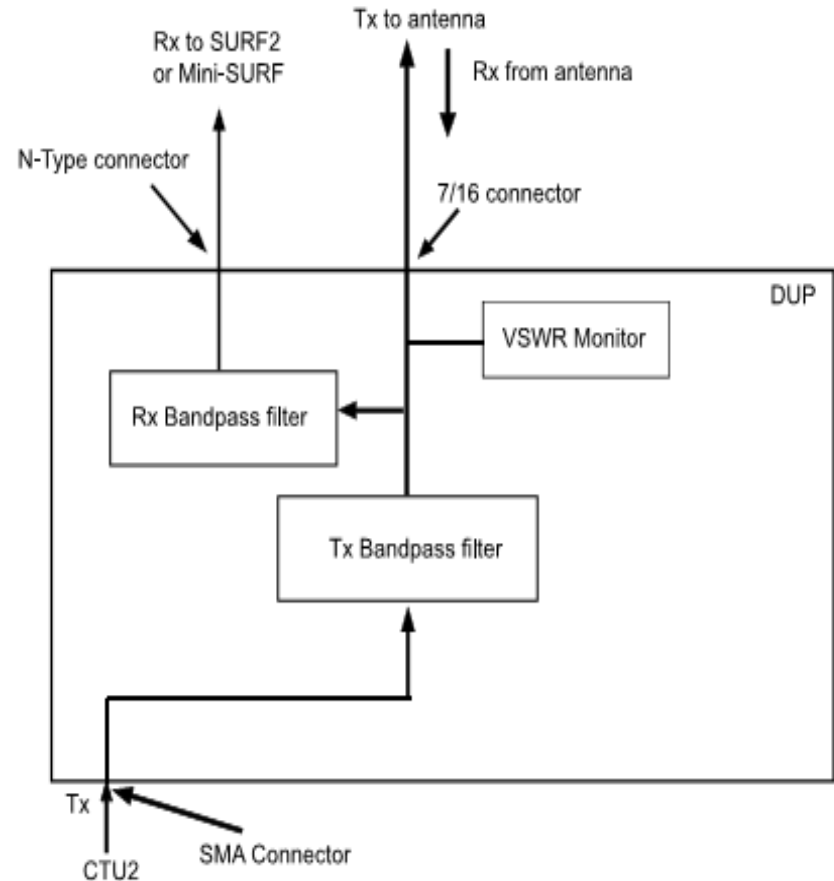 Tx to antenna
Rx to SURF2
or Mini-SURF
Rx from antenna
N-Type connector
7/16 connector
DUP
VSWR Monitor
Rx Bandpass filter
Tx Bandpass filter
Tx
SMA Connector
CTU2